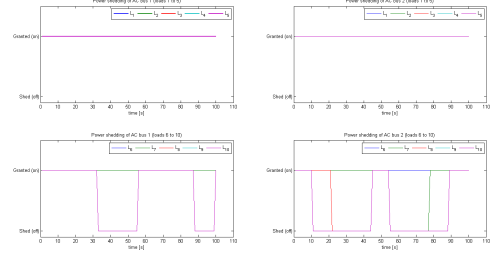 Power shedding of AC bus 1 (loads 1 to 5)
L1 L2 L3 L4 L5
Granted (on)
Shed (off)
0 10 20 30 40 50 60 70 80 90 100 110
time [s]
Power shedding of AC bus 2 (loads 1 to 5)
L1 L2 L3 L4 L5
Granted (on)
Shed (off)
0 10 20 30 40 50 60 70 80 90 100 110
time [s]
Power shedding of AC bus 1 (loads 6 to 10)
L6 L7 L8 L9 L10
Granted (on)
Shed (off)
0 10 20 30 40 50 60 70 80 90 100 110
time [s]
Power shedding of AC bus 2 (loads 6 to 10)
L6 L7 L8 L9 L10
Granted (on)
Shed (off)
0 10 20 30 40 50 60 70 80 90 100 110
time [s]